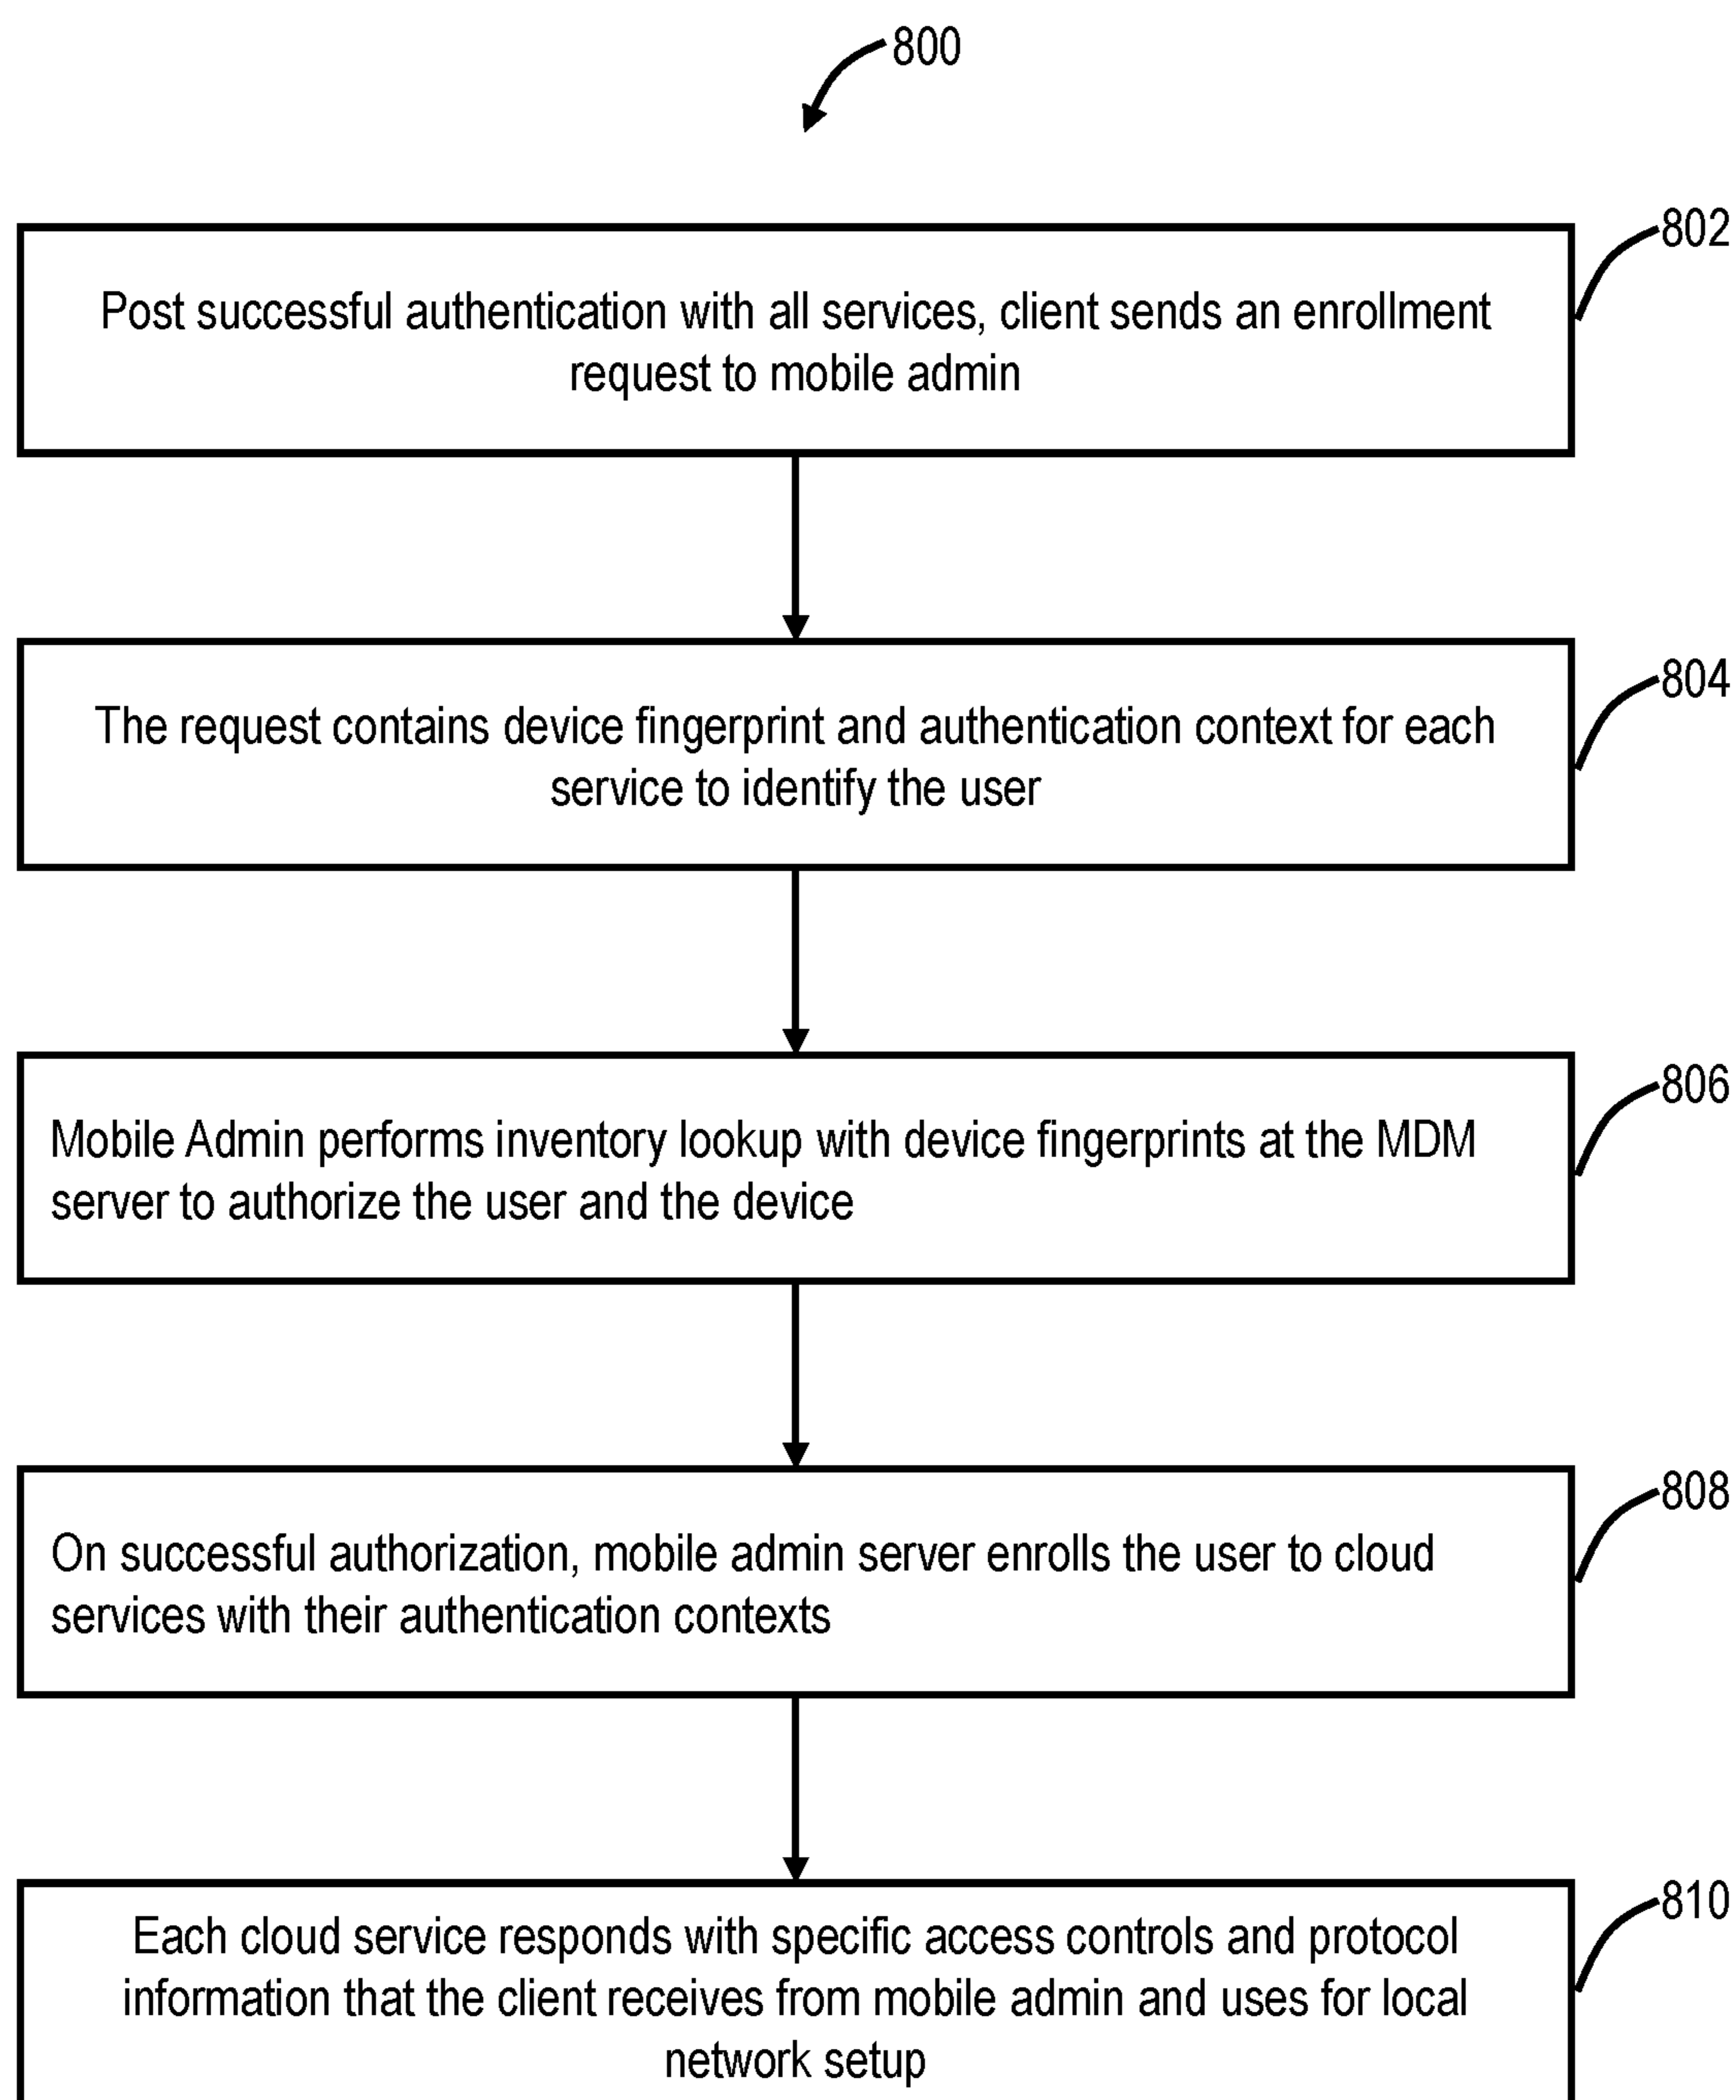 800
802
Post successful authentication with all services, client sends an enrollment
request to mobile admin
804
The request contains device fingerprint and authentication context for each
service to identify the user
806
Mobile Admin performs inventory lookup with device fingerprints at the MDM
server to authorize the user and the device
808
On successful authorization, mobile admin server enrolls the user to cloud
services with their authentication contexts
810
Each cloud service responds with specific access controls and protocol
information that the client receives from mobile admin and uses for local
network setup